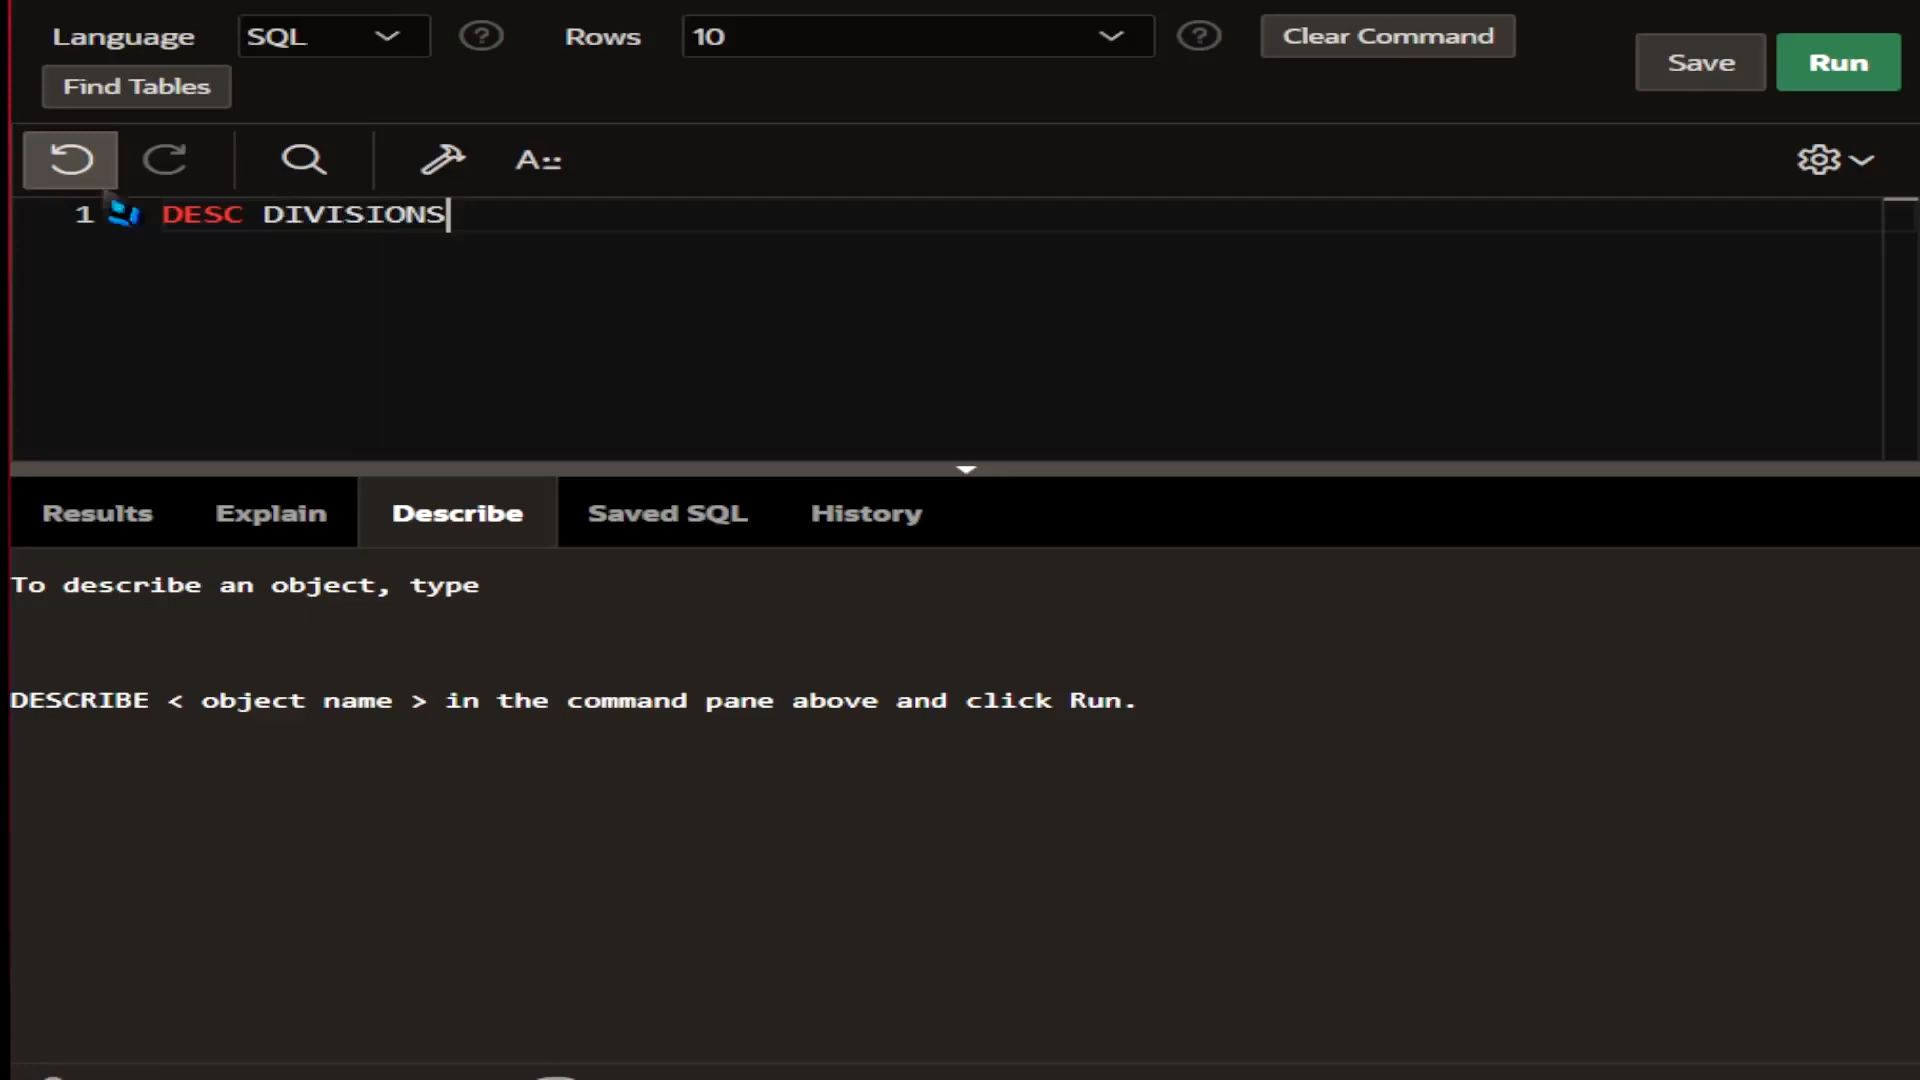 Language SQL Rows 10 Clear Command
Find Tables
Save Run
A::
1 DESC DIVISIONS
Results Explain Describe Saved SQL History
To describe an object, type
DESCRIBE < object name > in the command pane above and click Run.